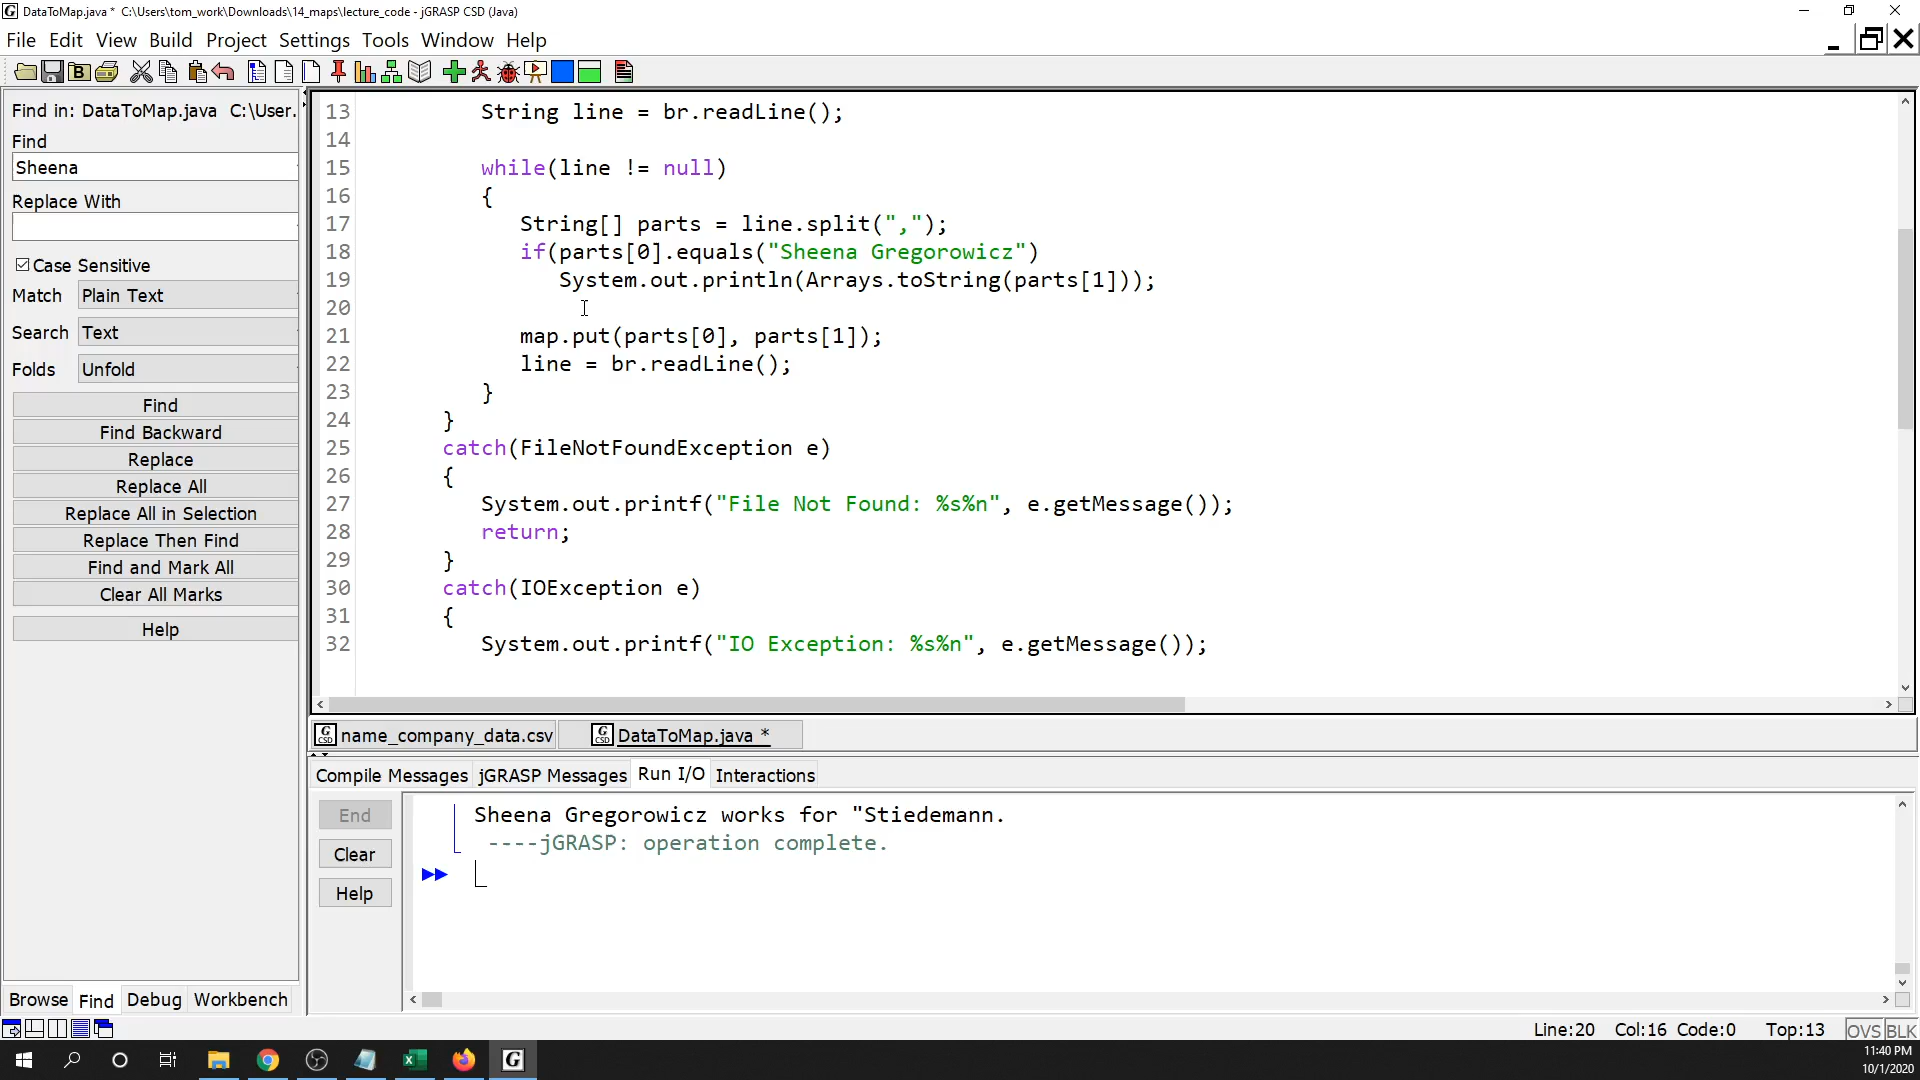 DataToMap.java * C:\Users\tom_work\Downloads\14_maps\lecture_code - jGRASP CSD (Java)
File Edit View Build Project Settings Tools Window Help
Find in: DataToMap.java C:\User.
Find
Sheena
Replace With
Case Sensitive
Match Plain Text
Search Text
Folds Unfold
Find
Find Backward
Replace
Replace All
Replace All in Selection
Replace Then Find
Find and Mark All
Clear All Marks
Help
Browse Find Debug Workbench
13 String line = br.readLine();
14
15 while(line != null)
16 {
17 String[] parts = line.split(",");
18 if(parts[0].equals("Sheena Gregorowicz")
19 System.out.println(Arrays.toString(parts[1]));
20
21 map.put(parts[0], parts[1]);
22 line = br.readLine();
23 }
24 }
25 catch(FileNotFoundException e)
26 {
27 System.out.printf("File Not Found: %s%n", e.getMessage());
28 return;
29 }
30 catch(IOException e)
31 {
32 System.out.printf("IO Exception: %s%n", e.getMessage());
name_company_data.csv DataToMap.java *
Compile Messages jGRASP Messages Run I/O Interactions
End
Clear
Help
Sheena Gregorowicz works for "Stiedemann.
----jGRASP: operation complete.
Line:20 Col:16 Code:0 Top:13 OVS BLK
11:40 PM
10/1/2020